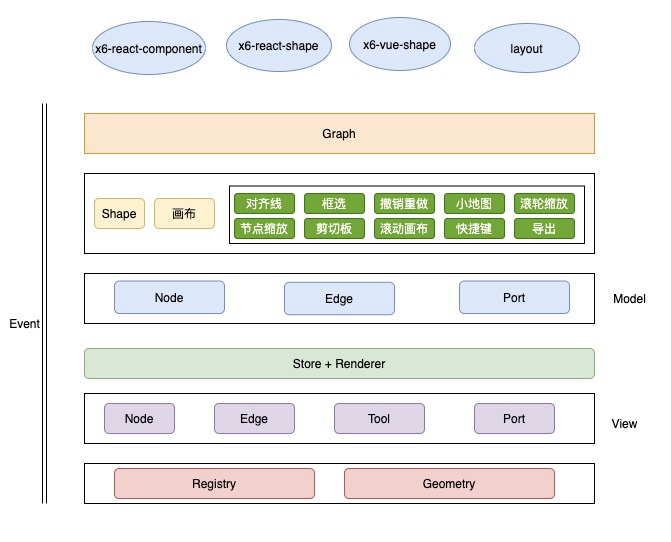 x6-react-component
x6-react-shape
x6-vue-shape
layout
Graph
Shape
画布
对齐线
框选
撤销重做
小地图
滚轮缩放
节点缩放
剪切板
滚动画布
快捷键
导出
Node
Edge
Port
Model
Event
Store + Renderer
Node
Edge
Tool
Port
View
Registry
Geometry